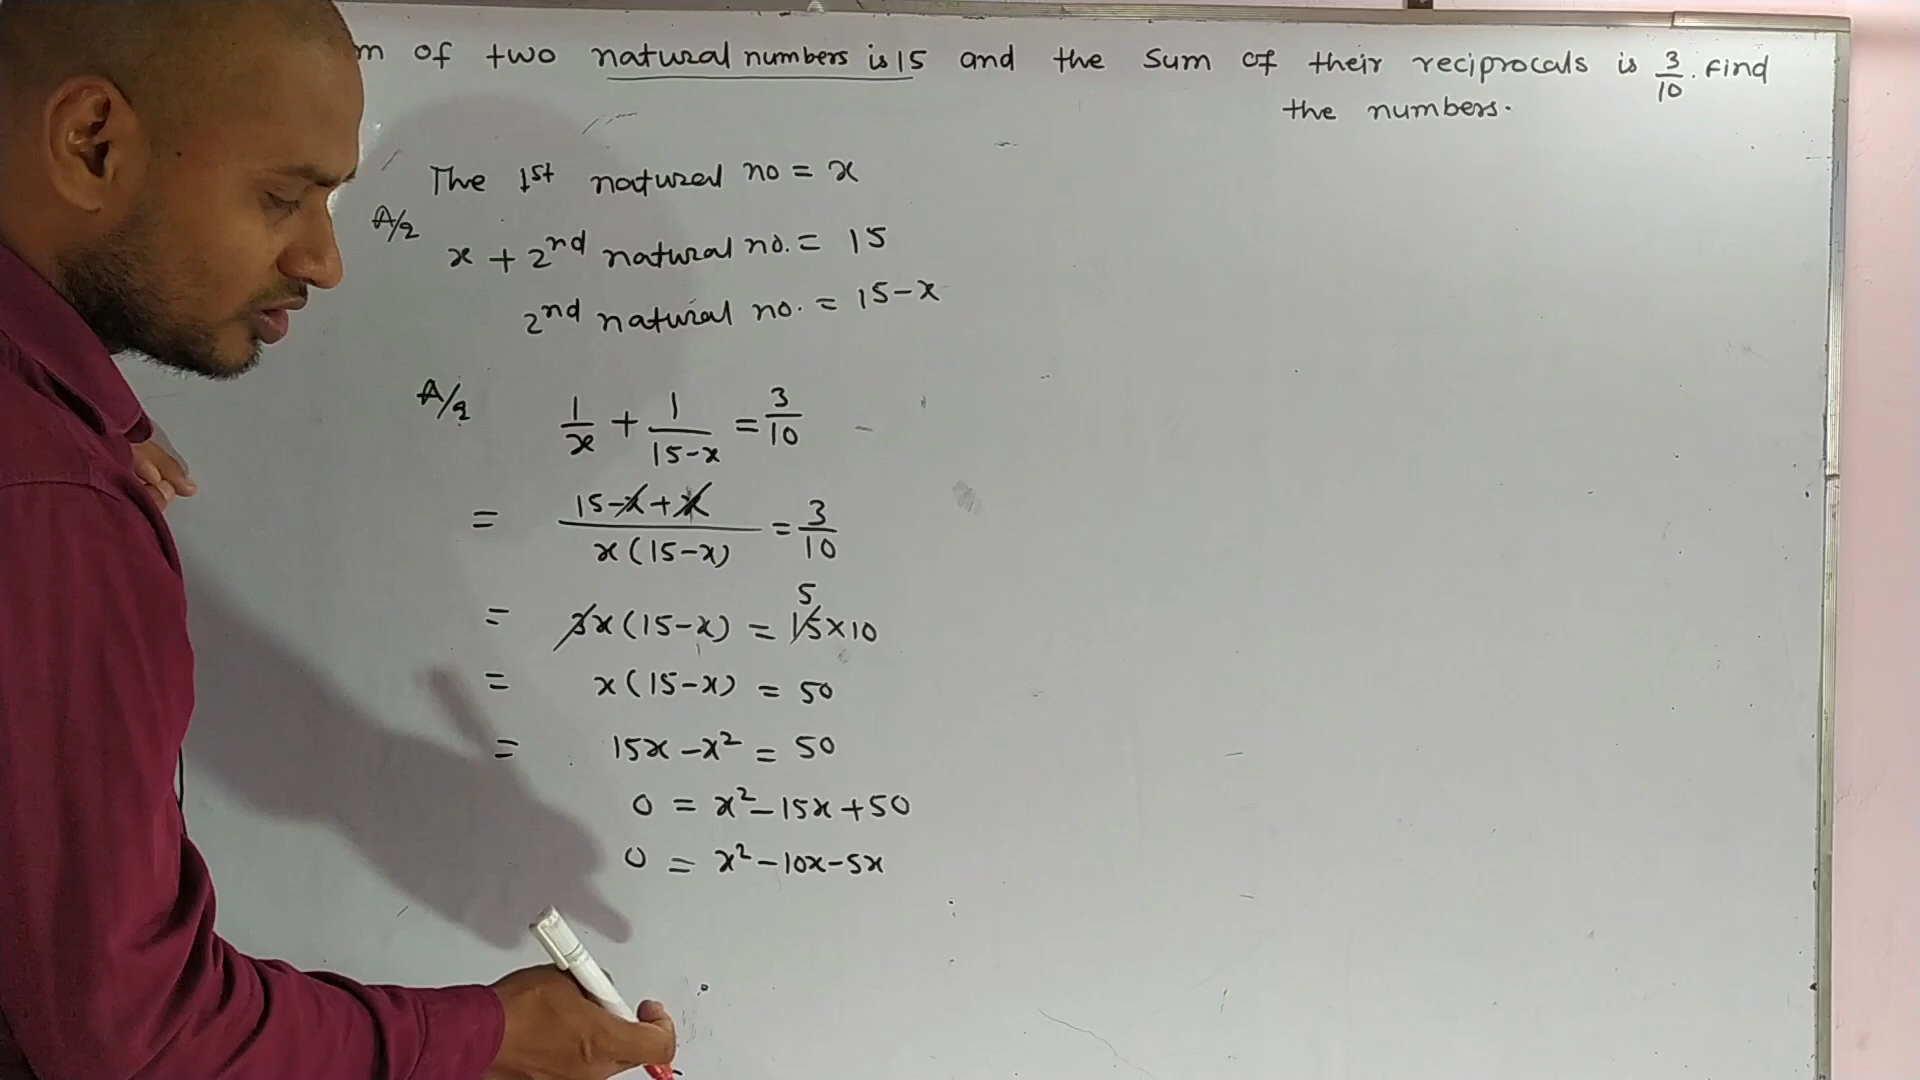 of two natural numbers is 15 and the sum of their reciprocals is 3/10. Find
the numbers.
The 1st natural no = x
A/q
x + 2nd natural no. = 15
2nd natural no. = 15-x
A/q 1/x + 1/(15-x) = 3/10
= (15-x+x)/(x(15-x)) = 3/10
5
= 3x(15-x) = 15×10
= x(15-x) = 50
= 15x - x² = 50
0 = x² - 15x + 50
0 = x² - 10x - 5x